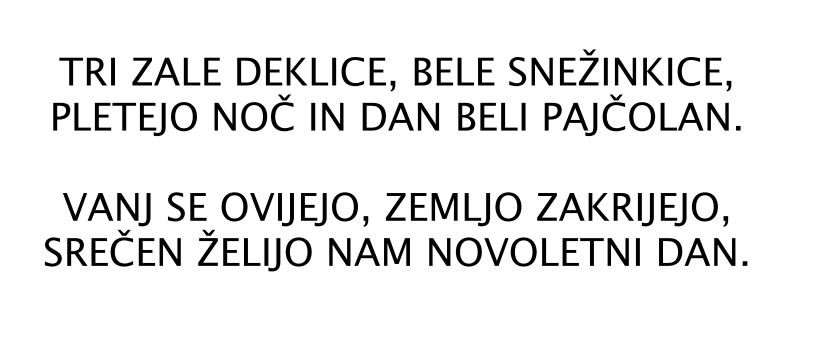 TRI ZALE DEKLICE, BELE SNEŽINKICE,
PLETEJO NOČ IN DAN BELI PAJČOLAN.
VANJ SE OVIJEJO, ZEMLJO ZAKRIJEJO,
SREČEN ŽELIJO NAM NOVOLETNI DAN.